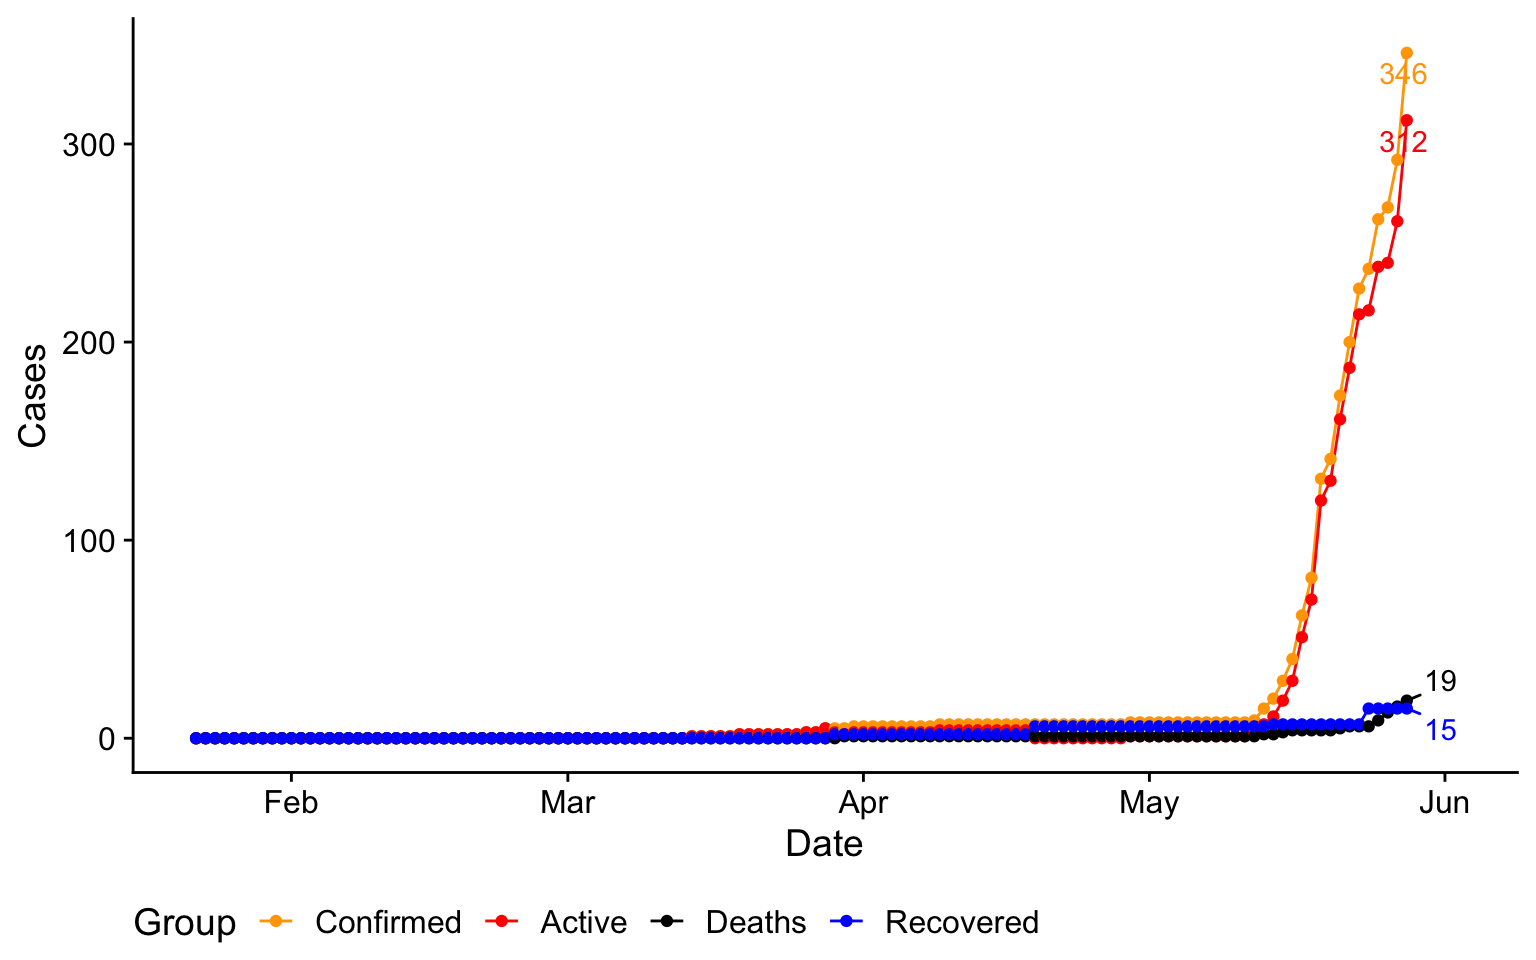 346
312
300
200
100
0
19
15
Cases
Feb Mar Apr May Jun
Date
Group Confirmed Active Deaths Recovered